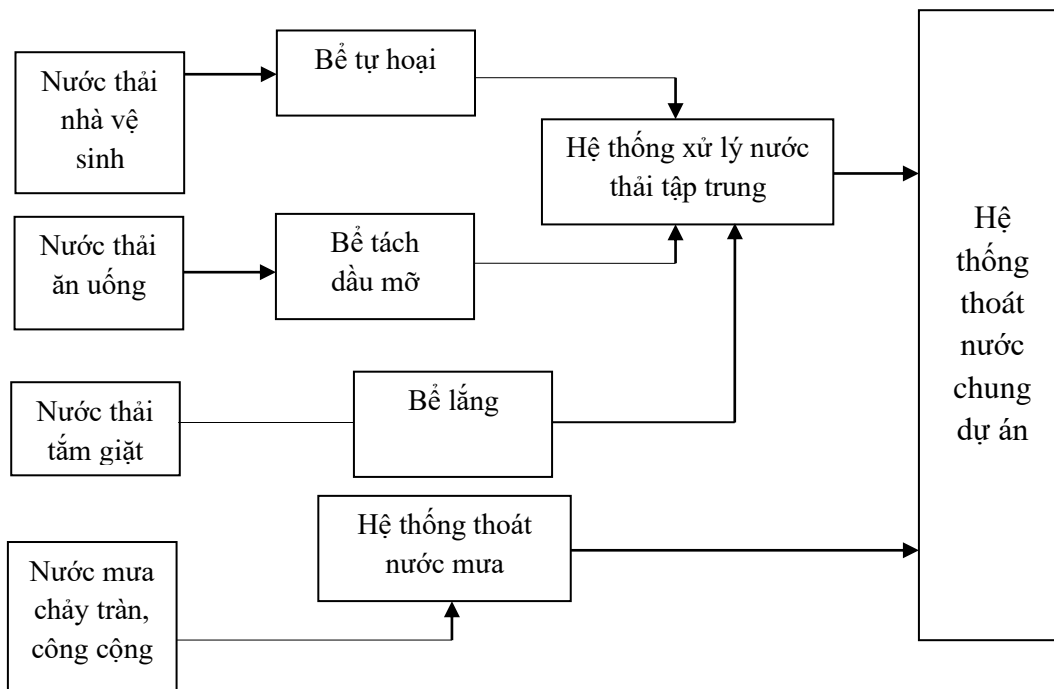 Nước thải
nhà vệ
sinh
Bể tự hoại
Hệ thống xử lý nước
thải tập trung
Nước thải
ăn uống
Bể tách
dầu mỡ
Hệ
thống
thoát
nước
chung
dự án
Nước thải
tắm giặt
Bể lắng
Hệ thống thoát
nước mưa
Nước mưa
chảy tràn,
công cộng